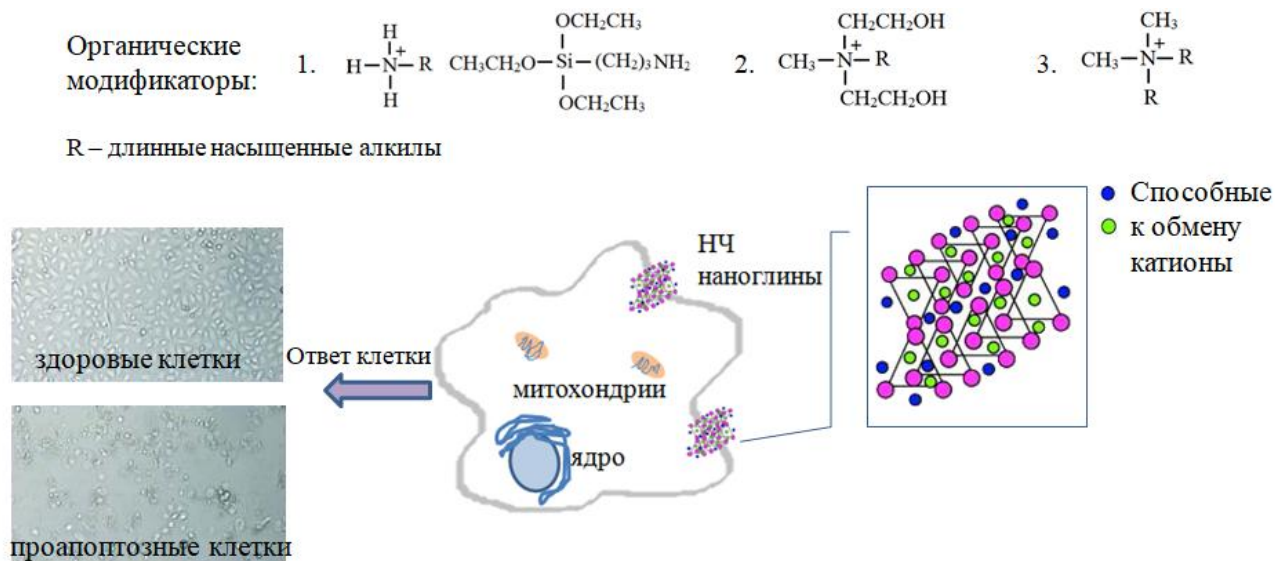 Органические
модификаторы:
1.
H
H–N–R
+
H
OCH₂CH₃
CH₃CH₂O–Si–(CH₂)₃NH₂
OCH₂CH₃
2.
CH₂CH₂OH
CH₃–N–R
+
CH₂CH₂OH
3.
CH₃
CH₃–N–R
+
R
R – длинные насыщенные алкилы
Способные
к обмену
катионы
НЧ
наноглины
здоровые клетки
Ответ клетки
митохондрии
ядро
проапоптозные клетки